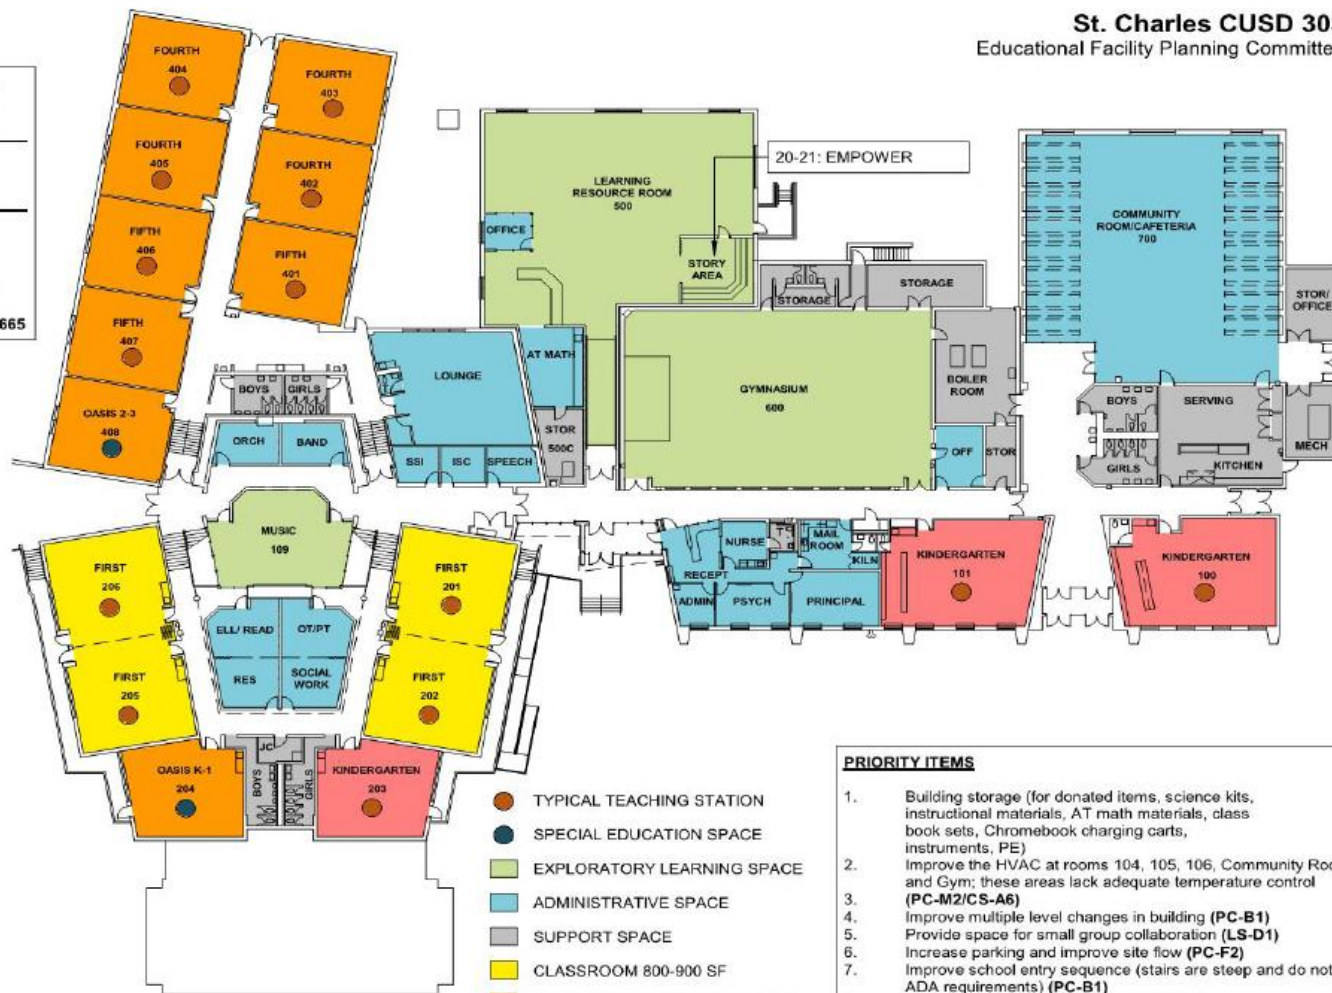 St. Charles CUSD 30
Educational Facility Planning Committe
665
FOURTH
404
FOURTH
403
FOURTH
405
FOURTH
402
FIFTH
406
FIFTH
401
FIFTH
407
OASIS 2-3
408
BOYS
GIRLS
ORCH
BAND
LOUNGE
SSI
ISC
SPEECH
LEARNING
RESOURCE ROOM
500
OFFICE
STORY
AREA
20-21: EMPOWER
AT MATH
STOR
500C
STORAGE
STORAGE
GYMNASIUM
600
BOILER
ROOM
OFF
STOR
COMMUNITY
ROOM/CAFETERIA
700
STOR/
OFFICE
BOYS
GIRLS
SERVING
KITCHEN
MECH
MUSIC
109
FIRST
206
FIRST
201
FIRST
205
FIRST
202
ELL/ READ
OT/PT
RES
SOCIAL
WORK
OASIS K-1
204
JC
BOYS
GIRLS
KINDERGARTEN
203
NURSE
MAIL
ROOM
KILN
RECEPT
ADMIN
PSYCH
PRINCIPAL
KINDERGARTEN
101
KINDERGARTEN
100
TYPICAL TEACHING STATION
SPECIAL EDUCATION SPACE
EXPLORATORY LEARNING SPACE
ADMINISTRATIVE SPACE
SUPPORT SPACE
CLASSROOM 800-900 SF
PRIORITY ITEMS
1. Building storage (for donated items, science kits,
instructional materials, AT math materials, class
book sets, Chromebook charging carts,
instruments, PE)
2. Improve the HVAC at rooms 104, 105, 106, Community Roo
and Gym; these areas lack adequate temperature control
3. (PC-M2/CS-A6)
4. Improve multiple level changes in building (PC-B1)
5. Provide space for small group collaboration (LS-D1)
6. Increase parking and improve site flow (PC-F2)
7. Improve school entry sequence (stairs are steep and do not
ADA requirements) (PC-B1)